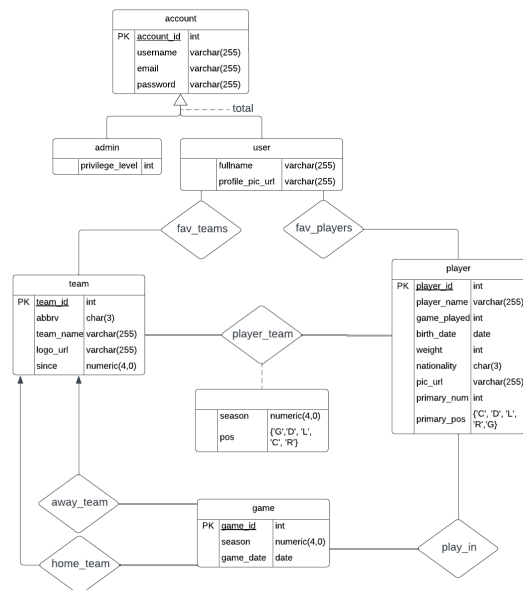 account
PK account_id int
username varchar(255)
email varchar(255)
password varchar(255)
total
admin
privilege_level int
user
fullname varchar(255)
profile_pic_url varchar(255)
fav_teams
fav_players
team
PK team_id int
abbrv char(3)
team_name varchar(255)
logo_url varchar(255)
since numeric(4,0)
player_team
player
PK player_id int
player_name varchar(255)
game_played int
birth_date date
weight int
nationality char(3)
pic_url varchar(255)
primary_num int
primary_pos {'C', 'D', 'L',
'R','G'}
season numeric(4,0)
pos {'G','D', 'L',
'C', 'R'}
away_team
game
PK game_id int
season numeric(4,0)
game_date date
home_team
play_in